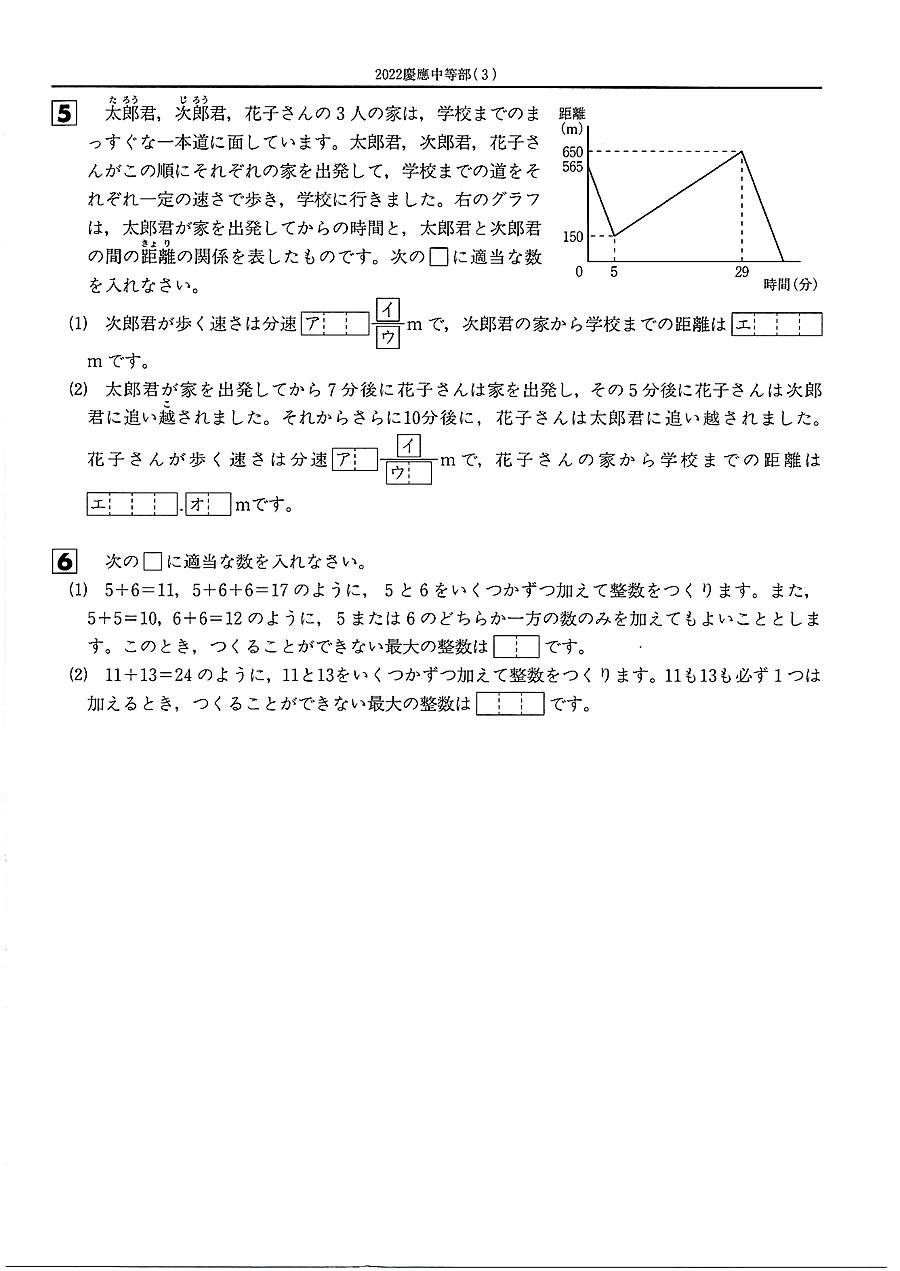 2022慶應中等部(3)
5 太郎君,次郎君,花子さんの3人の家は,学校までのま
っすぐな一本道に面しています。太郎君,次郎君,花子さ
んがこの順にそれぞれの家を出発して,学校までの道をそ
れぞれ一定の速さで歩き,学校に行きました。右のグラフ
は,太郎君が家を出発してからの時間と,太郎君と次郎君
の間の距離の関係を表したものです。次の□に適当な数
を入れなさい。
たろう じろう
きょり
距離
(m)
650
565
150
0 5 29
時間(分)
(1) 次郎君が歩く速さは分速 ア イ/ウ mで,次郎君の家から学校までの距離は エ
mです。
(2) 太郎君が家を出発してから7分後に花子さんは家を出発し,その5分後に花子さんは次郎
君に追い越されました。それからさらに10分後に,花子さんは太郎君に追い越されました。
こ
花子さんが歩く速さは分速 ア イ/ウ mで,花子さんの家から学校までの距離は
エ . オ mです。
6 次の□に適当な数を入れなさい。
(1) 5+6=11,5+6+6=17のように,5と6をいくつかずつ加えて整数をつくります。また,
5+5=10,6+6=12のように,5または6のどちらか一方の数のみを加えてもよいこととしま
す。このとき,つくることができない最大の整数は□です。
(2) 11+13=24のように,11と13をいくつかずつ加えて整数をつくります。11も13も必ず1つは
加えるとき,つくることができない最大の整数は□です。